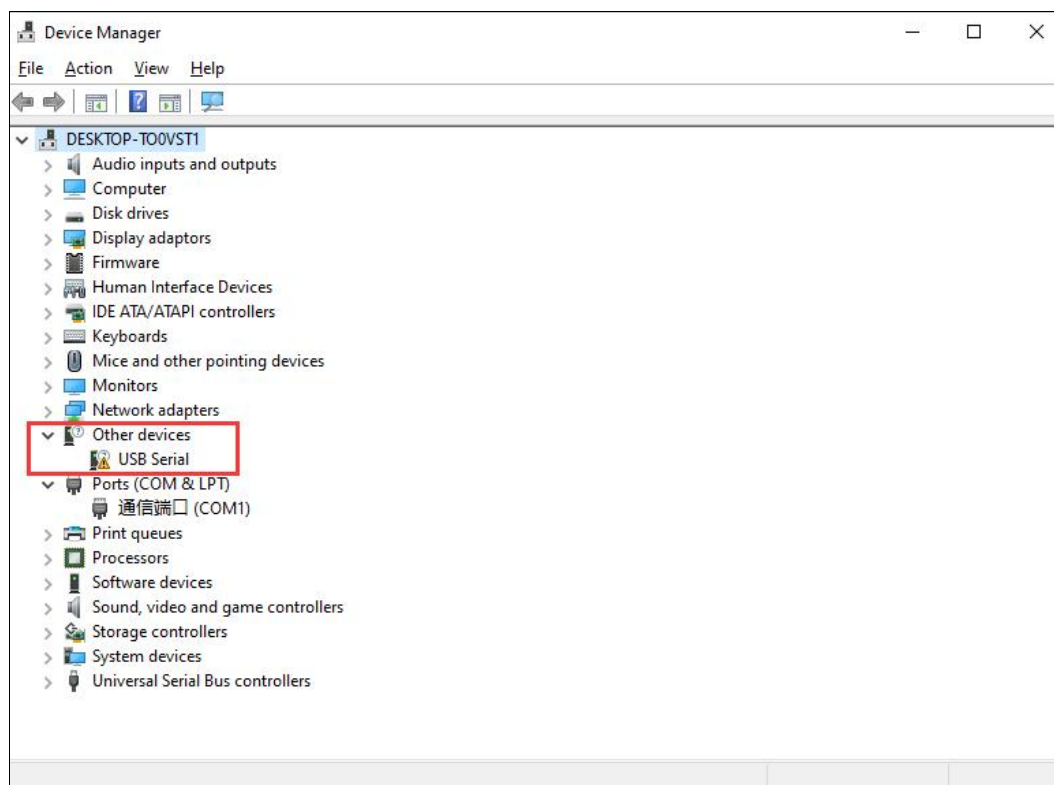 Device Manager
File Action View Help
DESKTOP-TO0VST1
Audio inputs and outputs
Computer
Disk drives
Display adaptors
Firmware
Human Interface Devices
IDE ATA/ATAPI controllers
Keyboards
Mice and other pointing devices
Monitors
Network adapters
Other devices
USB Serial
Ports (COM & LPT)
通信端口 (COM1)
Print queues
Processors
Software devices
Sound, video and game controllers
Storage controllers
System devices
Universal Serial Bus controllers